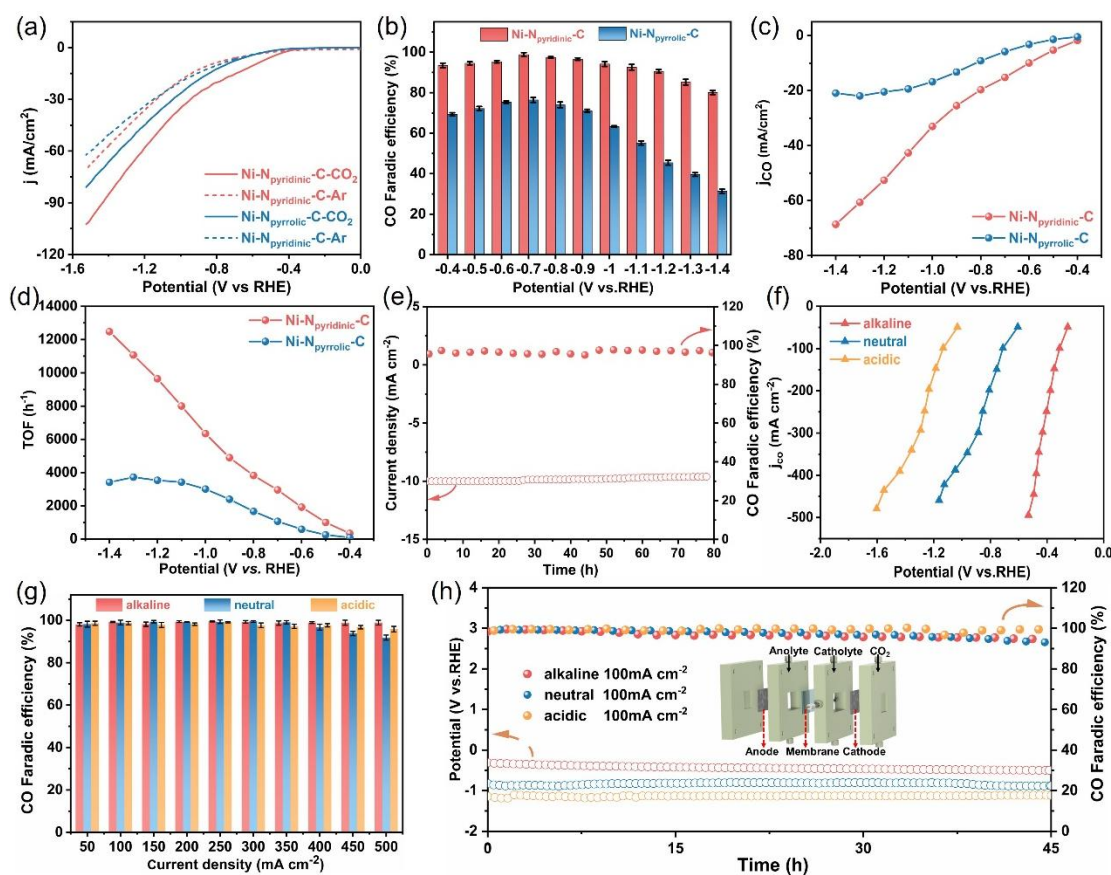 (a)
0
-30
-60
-90
-120
j (mA/cm²)
Ni-Npyridinic-C-CO₂
Ni-Npyridinic-C-Ar
Ni-Npyrrolic-C-CO₂
Ni-Npyridinic-C-Ar
-1.6 -1.2 -0.8 -0.4 0.0
Potential (V vs RHE)
(b)
Ni-Npyridinic-C Ni-Npyrrolic-C
100
80
60
40
20
0
CO Faradic efficiency (%)
-0.4 -0.5 -0.6 -0.7 -0.8 -0.9 -1 -1.1 -1.2 -1.3 -1.4
Potential (V vs.RHE)
(c)
0
-20
-40
-60
-80
jCO (mA/cm²)
Ni-Npyridinic-C
Ni-Npyrrolic-C
-1.4 -1.2 -1.0 -0.8 -0.6 -0.4
Potential (V vs RHE)
(d)
14000
12000
10000
8000
6000
4000
2000
0
TOF (h⁻¹)
Ni-Npyridinic-C
Ni-Npyrrolic-C
-1.4 -1.2 -1.0 -0.8 -0.6 -0.4
Potential (V vs. RHE)
(e)
5
0
-5
-10
-15
Current density (mA cm⁻²)
120
100
80
60
40
20
0
CO Faradic efficiency (%)
0 10 20 30 40 50 60 70 80
Time (h)
(f)
alkaline
neutral
acidic
0
-100
-200
-300
-400
-500
jco (mA cm⁻²)
-2.0 -1.6 -1.2 -0.8 -0.4 0.0
Potential (V vs.RHE)
(g)
alkaline neutral acidic
100
80
60
40
20
0
CO Faradic efficiency (%)
50 100 150 200 250 300 350 400 450 500
Current density (mA cm⁻²)
(h)
4
3
2
1
0
-1
-2
Potential (V vs.RHE)
alkaline 100mA cm⁻²
neutral 100mA cm⁻²
acidic 100mA cm⁻²
Anolyte Catholyte CO₂
Anode Membrane Cathode
120
100
80
60
40
20
0
CO Faradic efficiency (%)
0 15 30 45
Time (h)